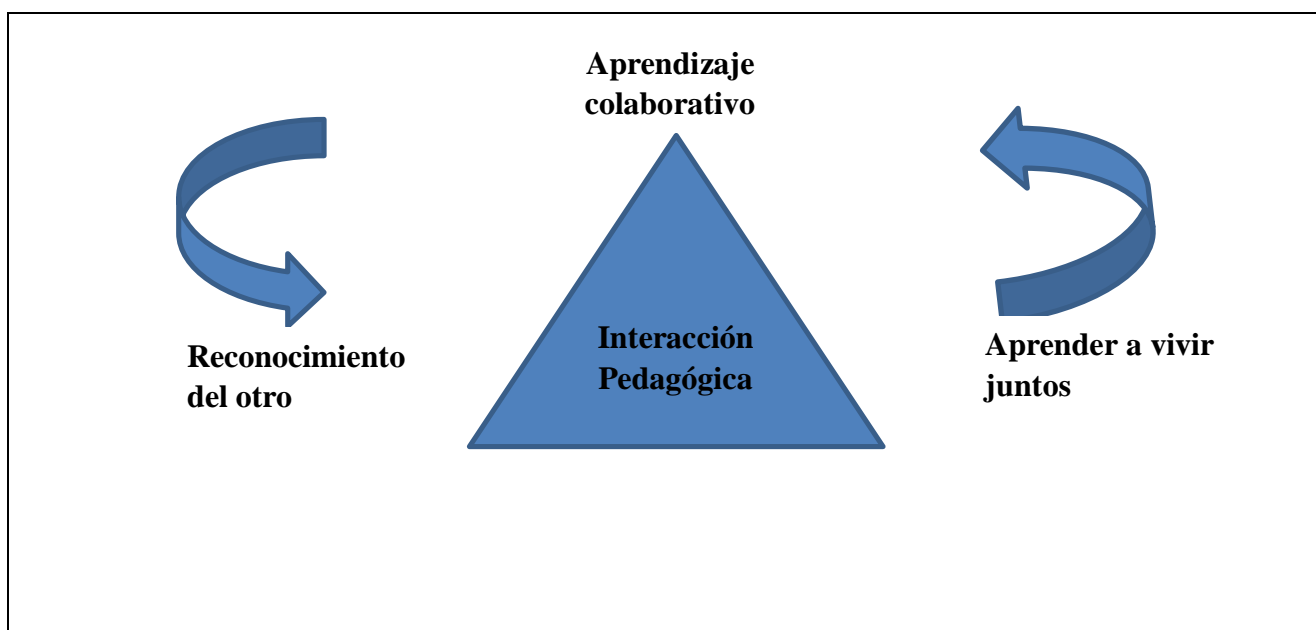 Aprendizaje
colaborativo
Reconocimiento
del otro
Interacción
Pedagógica
Aprender a vivir
juntos